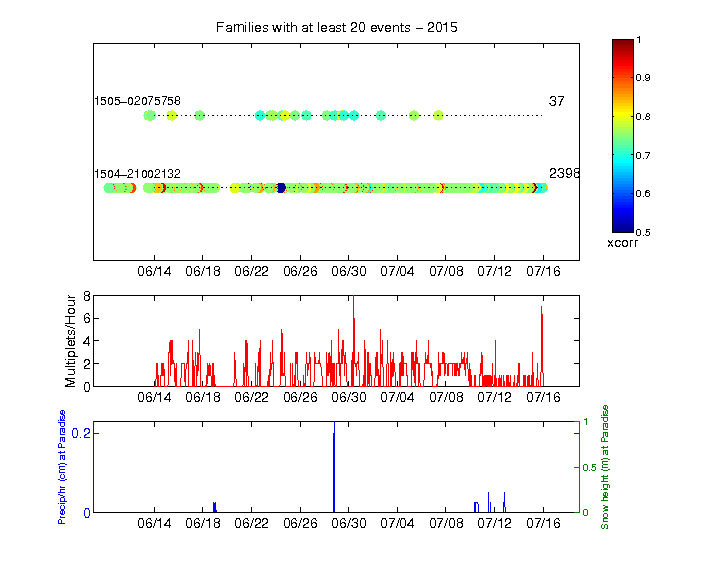 Families with at least 20 events – 2015
1505–02075758
37
1504–21002132
2398
06/14 06/18 06/22 06/26 06/30 07/04 07/08 07/12 07/16
1
0.9
0.8
0.7
0.6
0.5
xcorr
Multiplets/Hour
8
6
4
2
0
06/14 06/18 06/22 06/26 06/30 07/04 07/08 07/12 07/16
Precip/hr (cm) at Paradise
0.2
0
1
0.5
0
Snow height (m) at Paradise
06/14 06/18 06/22 06/26 06/30 07/04 07/08 07/12 07/16